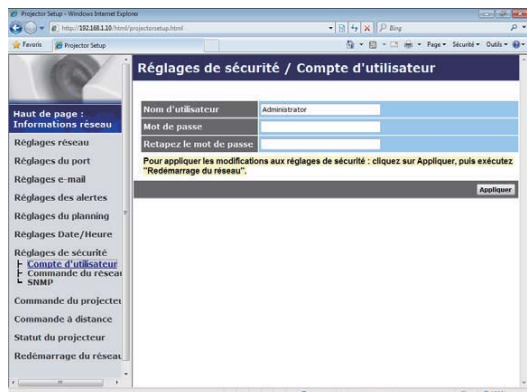 Projector Setup - Windows Internet Explorer
http://192.168.1.10/html/projectorsetup.html
Bing
Favoris
Projector Setup
Page
Sécurité
Outils
Réglages de sécurité / Compte d'utilisateur
Haut de page :
Informations réseau
Réglages réseau
Réglages du port
Réglages e-mail
Réglages des alertes
Réglages du planning
Réglages Date/Heure
Réglages de sécurité
Compte d'utilisateur
Commande du réseau
SNMP
Commande du projecteu
Commande à distance
Statut du projecteur
Redémarrage du réseau
Nom d'utilisateur
Administrator
Mot de passe
Retapez le mot de passe
Pour appliquer les modifications aux réglages de sécurité : cliquez sur Appliquer, puis exécutez
"Redémarrage du réseau".
Appliquer